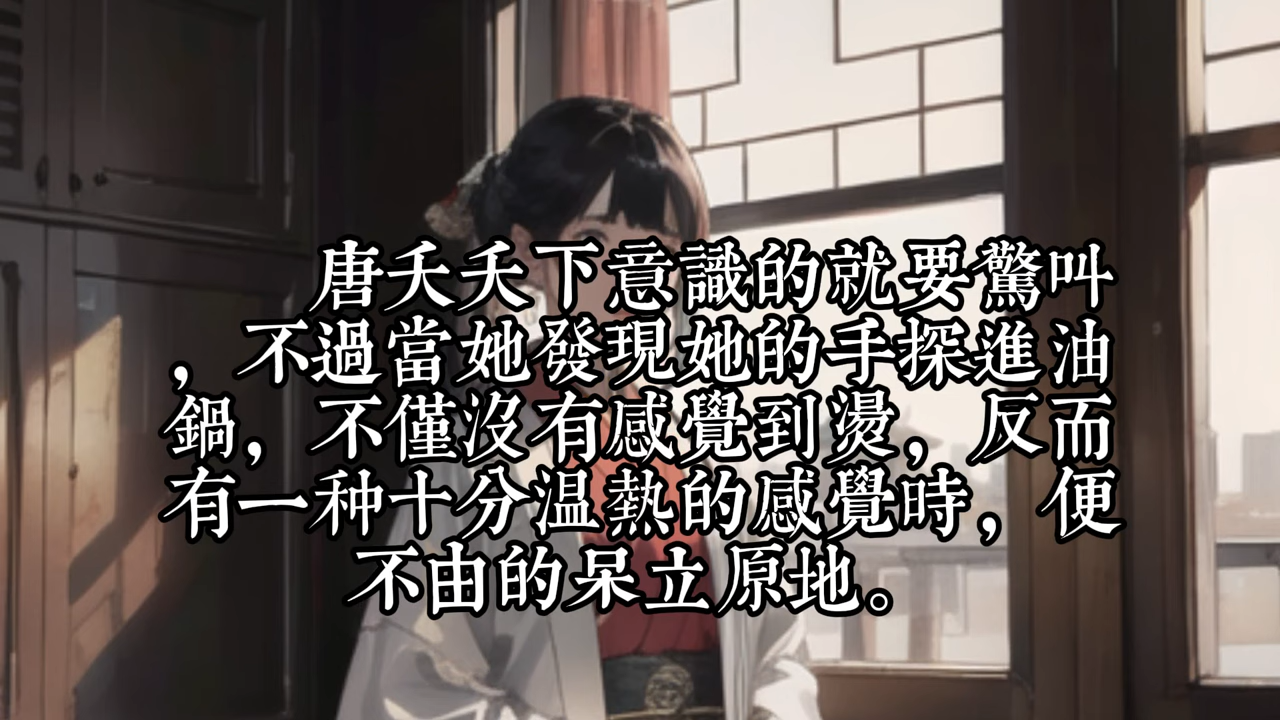 唐夭夭下意識的就要驚叫
，不過當她發現她的手探進油
鍋，不僅沒有感覺到燙，反而
有一种十分温熱的感覺時，便
不由的呆立原地。